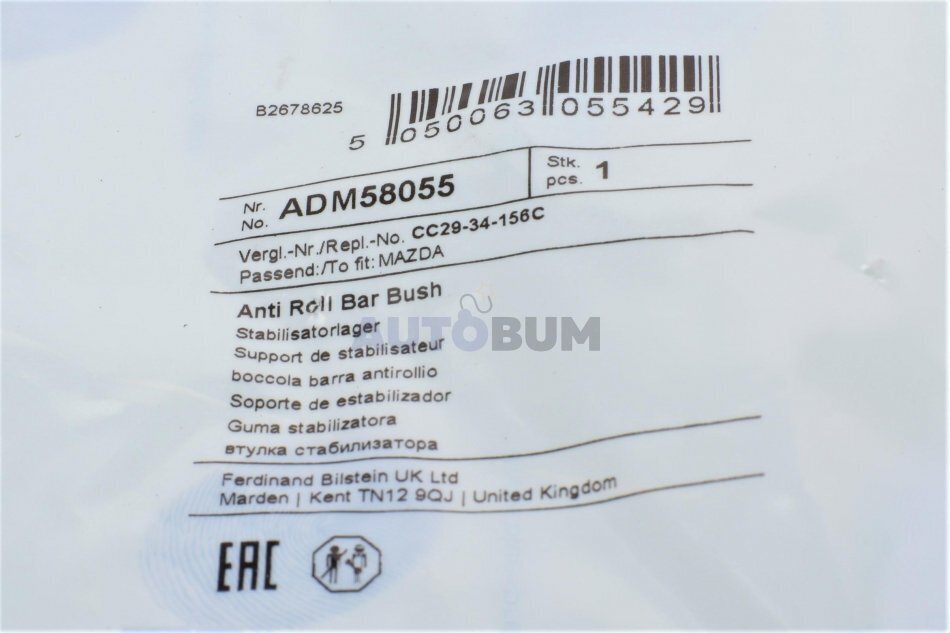 B2678625
5 050063 055429
Nr.
No. ADM58055
Stk.
pcs. 1
Vergl.-Nr./Repl.-No. CC29-34-156C
Passend:/To fit: MAZDA
Anti Roll Bar Bush
Stabilisatorlager
AUTOBUM
Support de stabilisateur
boccola barra antirollio
Soporte de estabilizador
Guma stabilizatora
втулка стабилизатора
Ferdinand Bilstein UK Ltd
Marden | Kent TN12 9QJ | United Kingdom
EAC